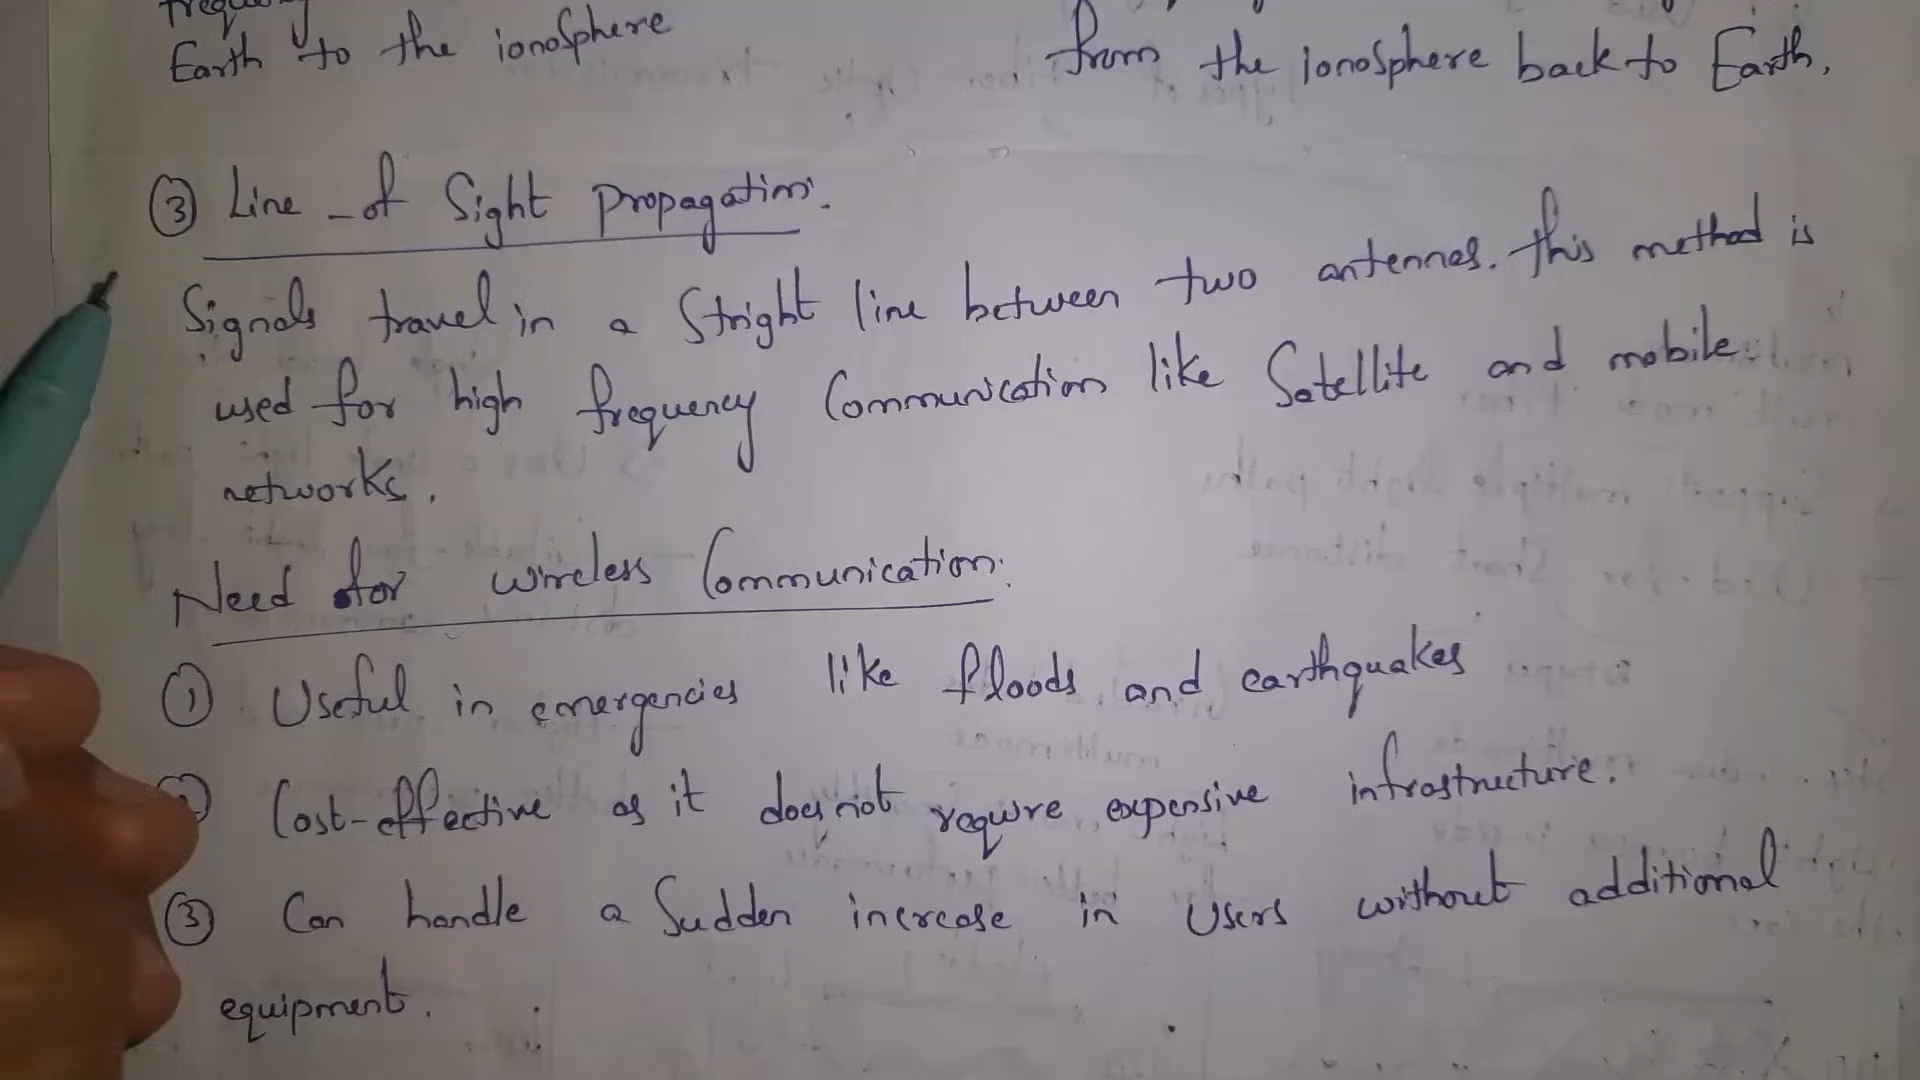 Earth to the ionosphere
from the ionosphere back to Earth.
③ Line-of Sight Propagation:
Signals travel in a Stright line between two antennas. this method is
used for high frequency Communication like Satellite and mobile
networks.
Need for wireless Communication:
① Useful in emergencies like floods and earthquakes
Cost-effective as it does not require expensive infrastructure.
③ Can handle a Sudden increase in Users without additional
equipment.